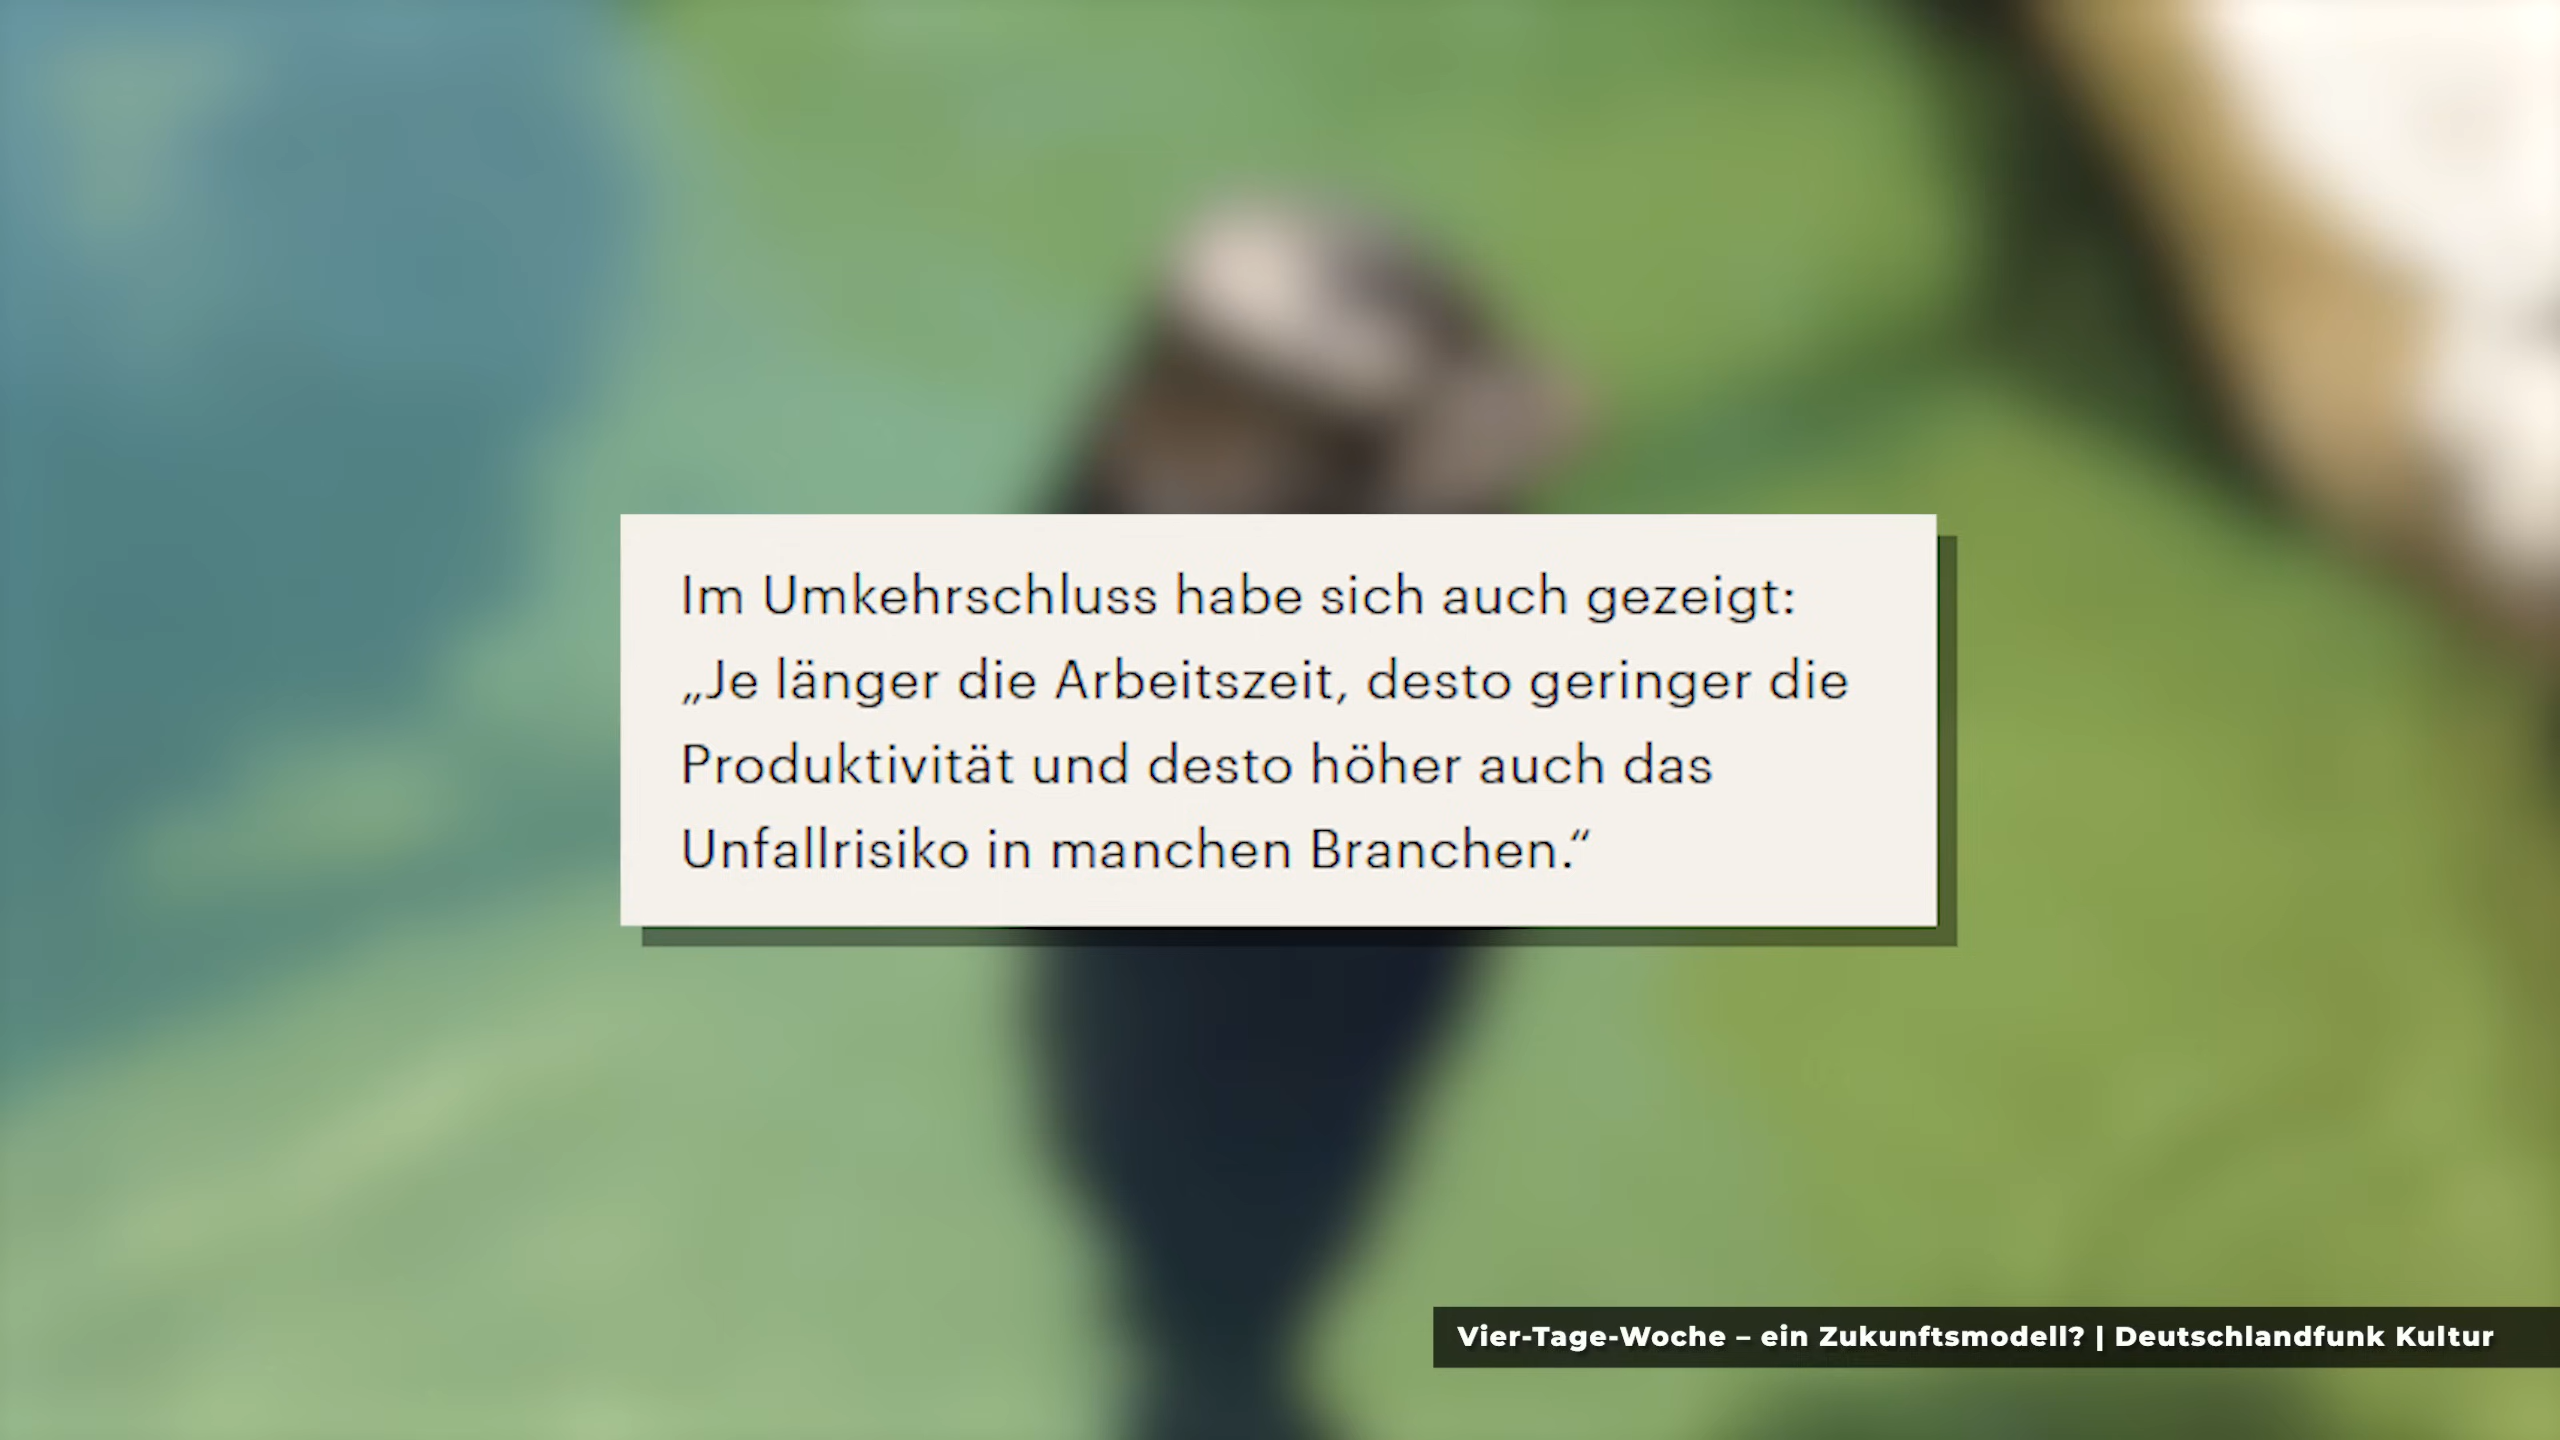 Im Umkehrschluss habe sich auch gezeigt:
„Je länger die Arbeitszeit, desto geringer die
Produktivität und desto höher auch das
Unfallrisiko in manchen Branchen.“
Vier-Tage-Woche – ein Zukunftsmodell? | Deutschlandfunk Kultur